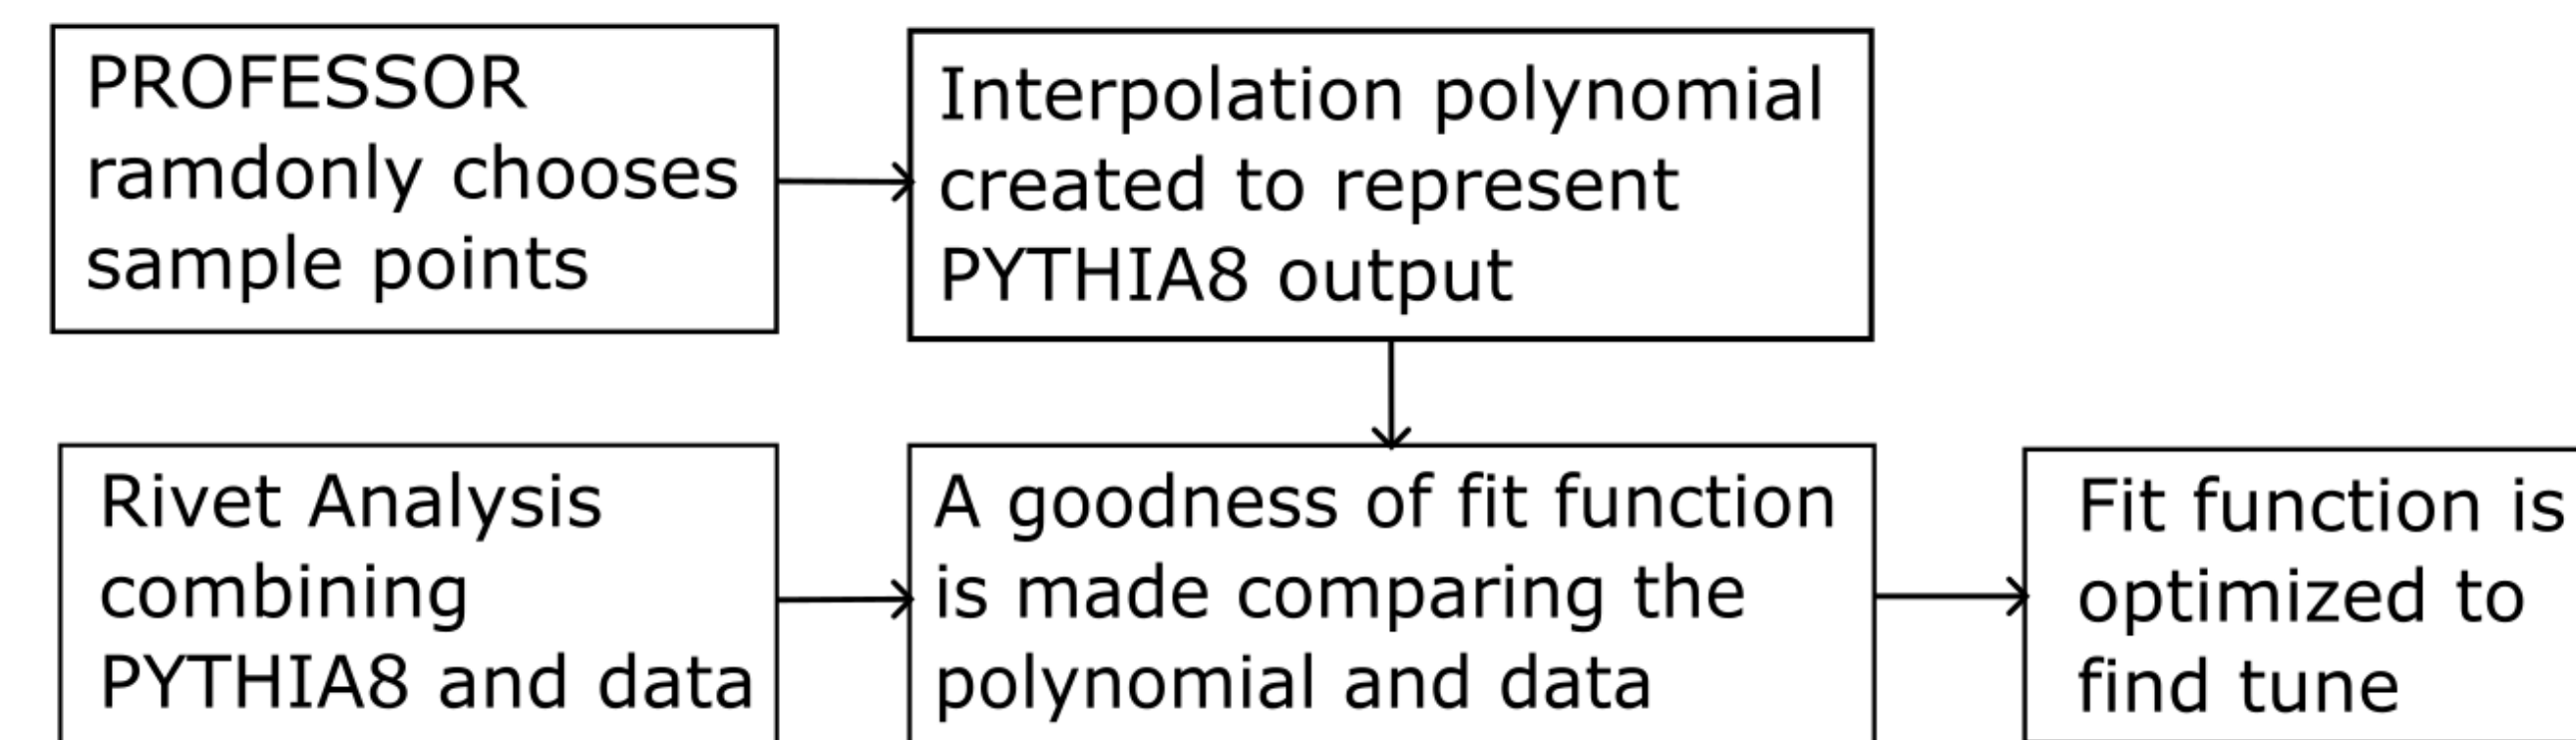 PROFESSOR
ramdonly chooses
sample points
Interpolation polynomial
created to represent
PYTHIA8 output
Rivet Analysis
combining
PYTHIA8 and data
A goodness of fit function
is made comparing the
polynomial and data
Fit function is
optimized to
find tune